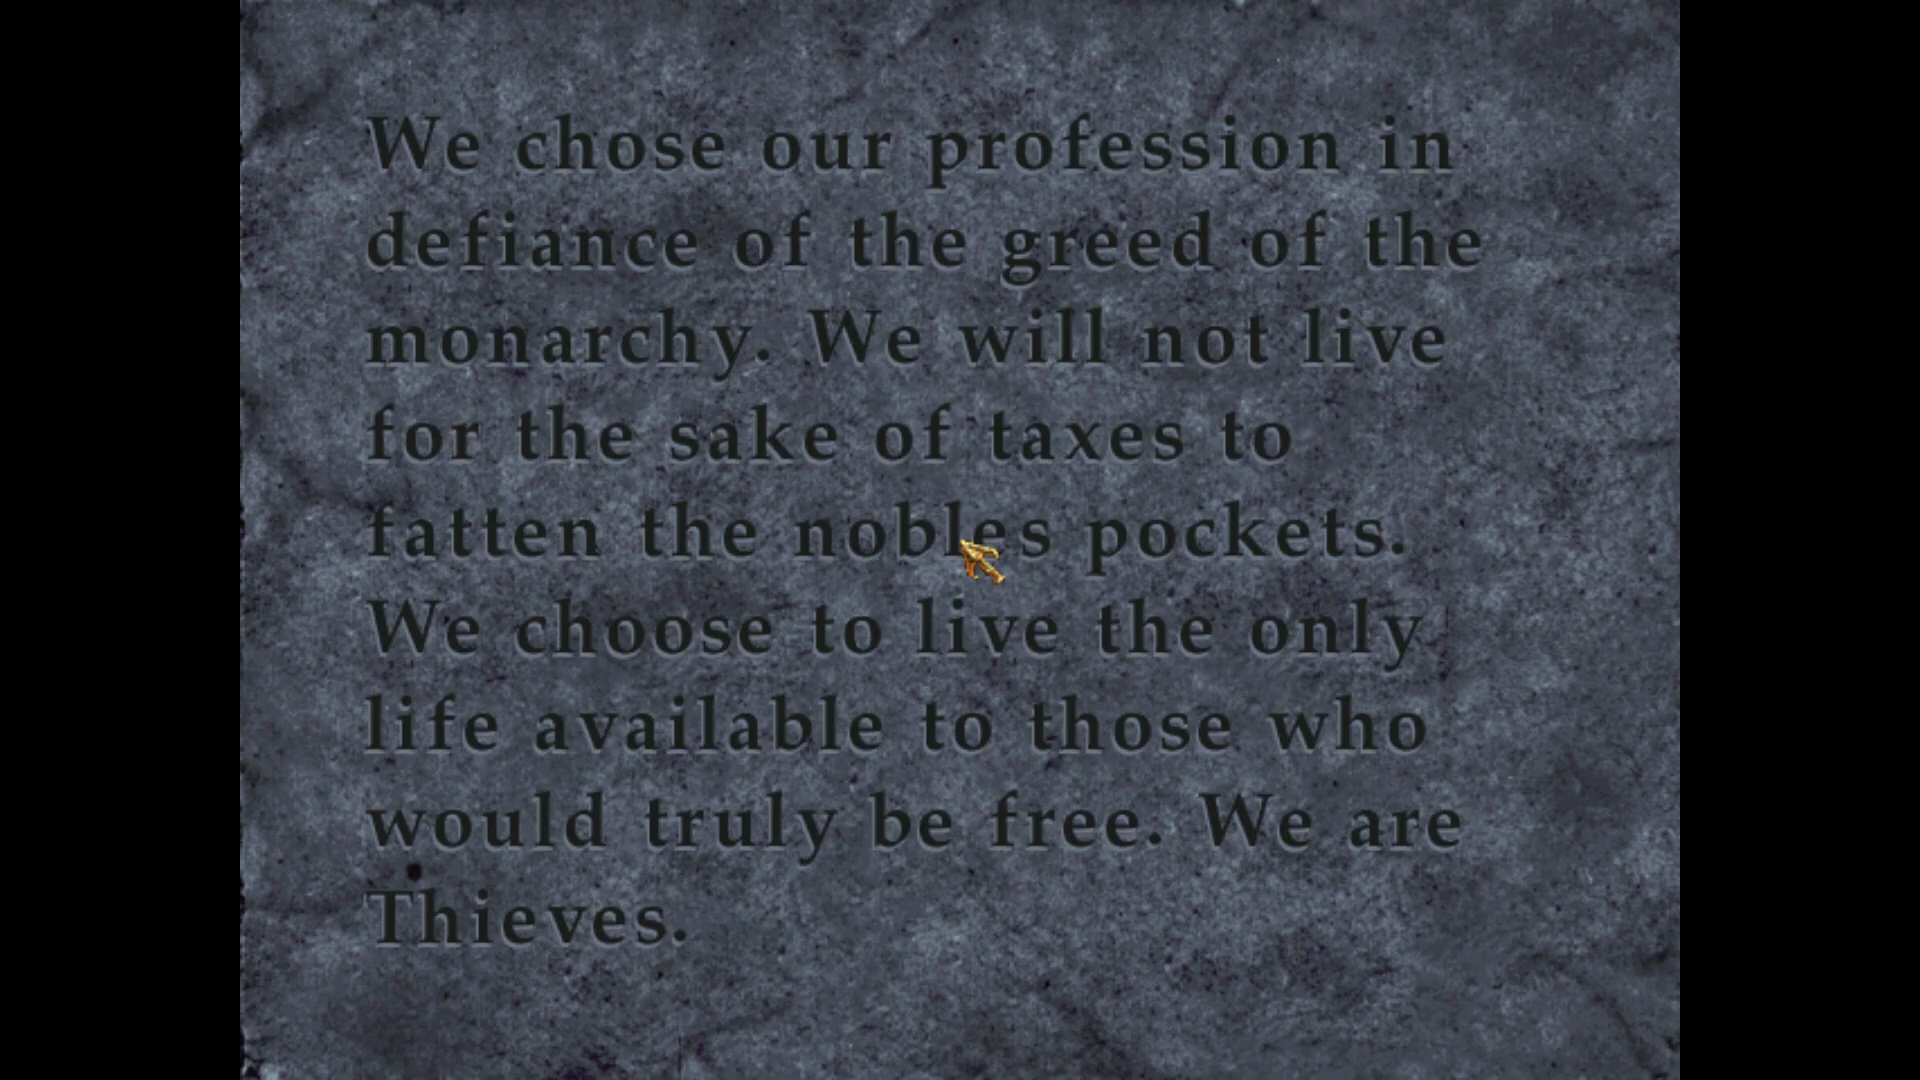 We chose our profession in
defiance of the greed of the
monarchy. We will not live
for the sake of taxes to
fatten the nobles pockets.
We choose to live the only
life available to those who
would truly be free. We are
Thieves.